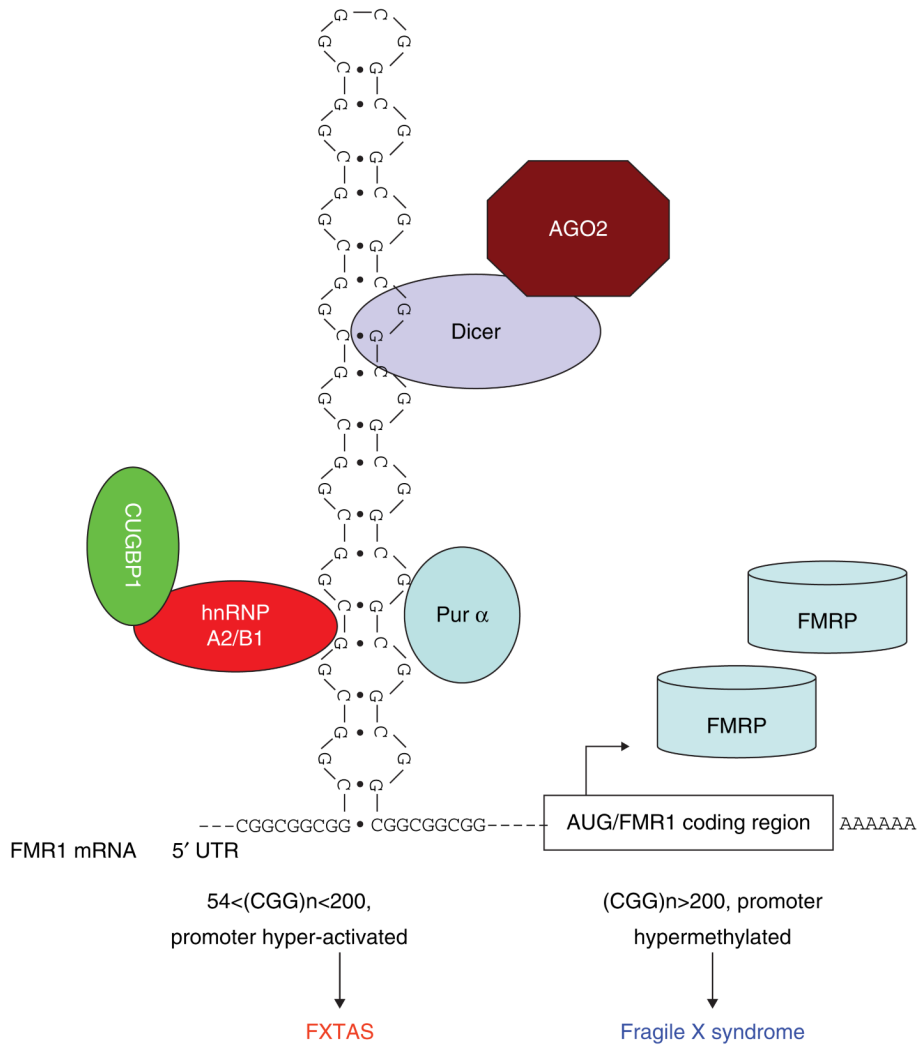 G C
G G
C • G
G • C
G G
C • G
G • C
G G
C • G
G • C
G G
C • G
G • C
G G
C • G
G • C
G G
C • G
G • C
G G
C • G
G • C
G G
C • G
G • C
G G
C • G
AGO2
Dicer
CUGBP1
hnRNP
A2/B1
Pur α
FMRP
FMRP
---CGGCGGCGG • CGGCGGCGG-----
AUG/FMR1 coding region
AAAAAA
FMR1 mRNA
5′ UTR
54<(CGG)n<200,
promoter hyper-activated
FXTAS
(CGG)n>200, promoter
hypermethylated
Fragile X syndrome